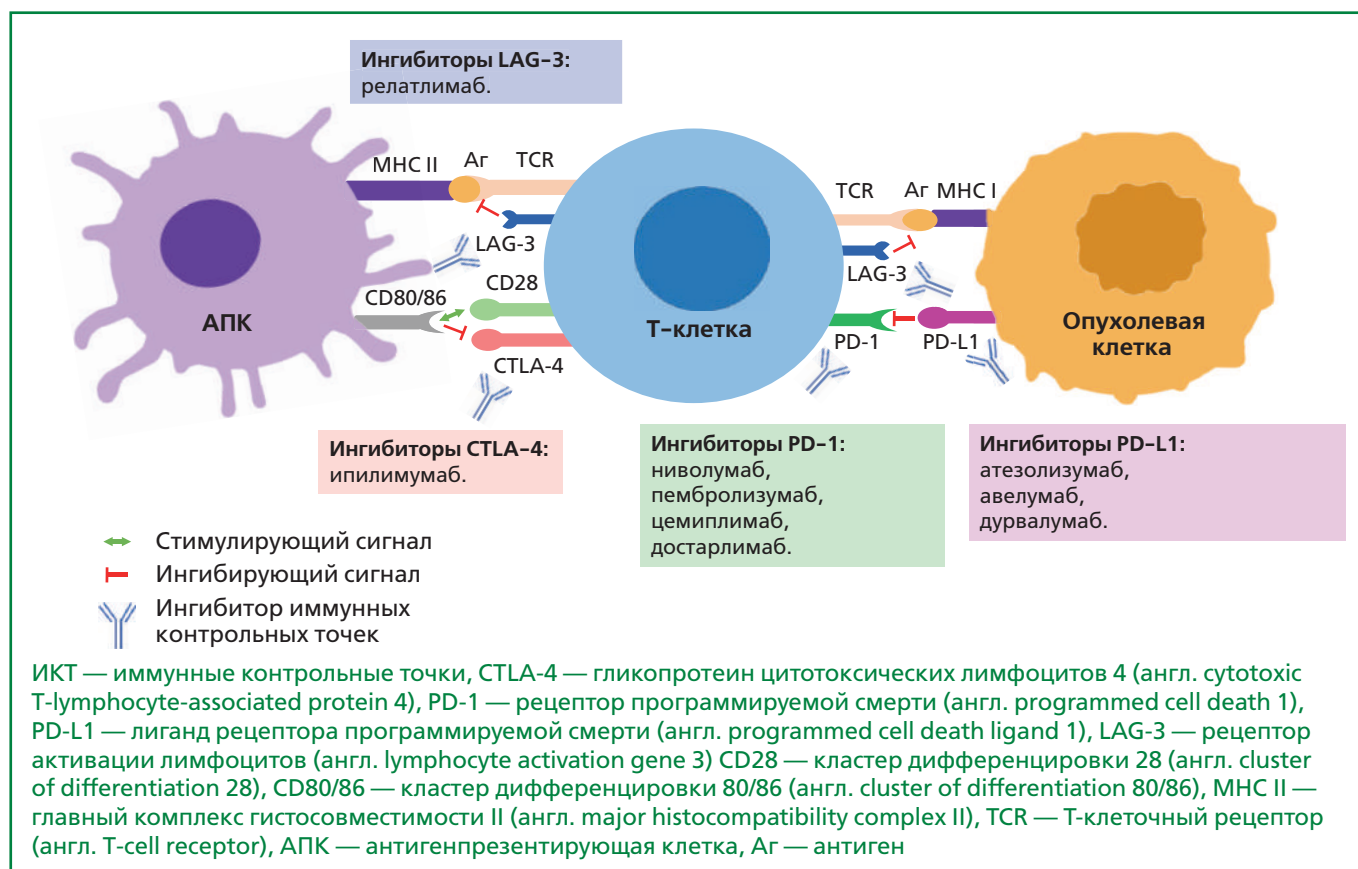 Ингибиторы LAG-3:
релатлимаб.
MHC II
Аг
TCR
LAG-3
CD80/86
CD28
CTLA-4
АПК
Т-клетка
TCR
Аг
MHC I
LAG-3
PD-1
PD-L1
Опухолевая
клетка
Ингибиторы CTLA-4:
ипилимумаб.
Ингибиторы PD-1:
ниволумаб,
пембролизумаб,
цемиплимаб,
достарлимаб.
Ингибиторы PD-L1:
атезолизумаб,
авелумаб,
дурвалумаб.
Стимулирующий сигнал
Ингибирующий сигнал
Ингибитор иммунных
контрольных точек
ИКТ — иммунные контрольные точки, CTLA-4 — гликопротеин цитотоксических лимфоцитов 4 (англ. cytotoxic
T-lymphocyte-associated protein 4), PD-1 — рецептор программируемой смерти (англ. programmed cell death 1),
PD-L1 — лиганд рецептора программируемой смерти (англ. programmed cell death ligand 1), LAG-3 — рецептор
активации лимфоцитов (англ. lymphocyte activation gene 3) CD28 — кластер дифференцировки 28 (англ. cluster
of differentiation 28), CD80/86 — кластер дифференцировки 80/86 (англ. cluster of differentiation 80/86), MHC II —
главный комплекс гистосовместимости II (англ. major histocompatibility complex II), TCR — Т-клеточный рецептор
(англ. T-cell receptor), АПК — антигенпрезентирующая клетка, Аг — антиген